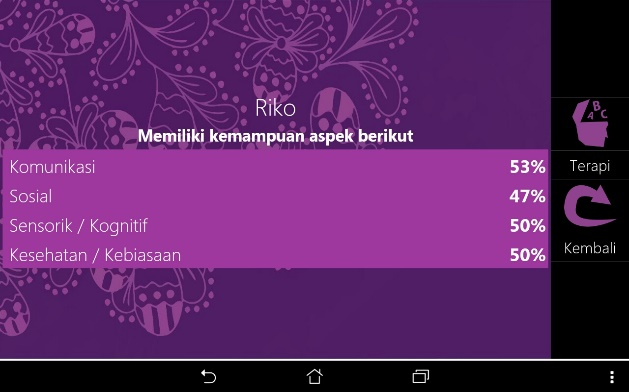 Riko
Memiliki kemampuan aspek berikut
Komunikasi 53%
Sosial 47%
Sensorik / Kognitif 50%
Kesehatan / Kebiasaan 50%
A B C
Terapi
Kembali